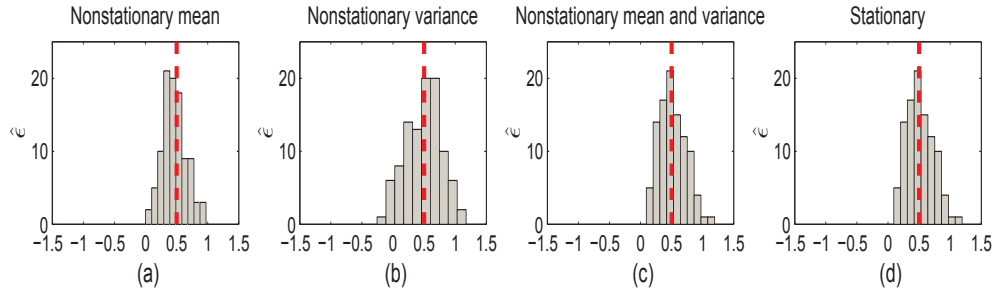 Nonstationary mean
Nonstationary variance
Nonstationary mean and variance
Stationary
20
10
0
ε̂
−1.5 −1 −0.5 0 0.5 1 1.5
(a)
20
10
0
ε̂
−1.5 −1 −0.5 0 0.5 1 1.5
(b)
20
10
0
ε̂
−1.5 −1 −0.5 0 0.5 1 1.5
(c)
20
10
0
ε̂
−1.5 −1 −0.5 0 0.5 1 1.5
(d)